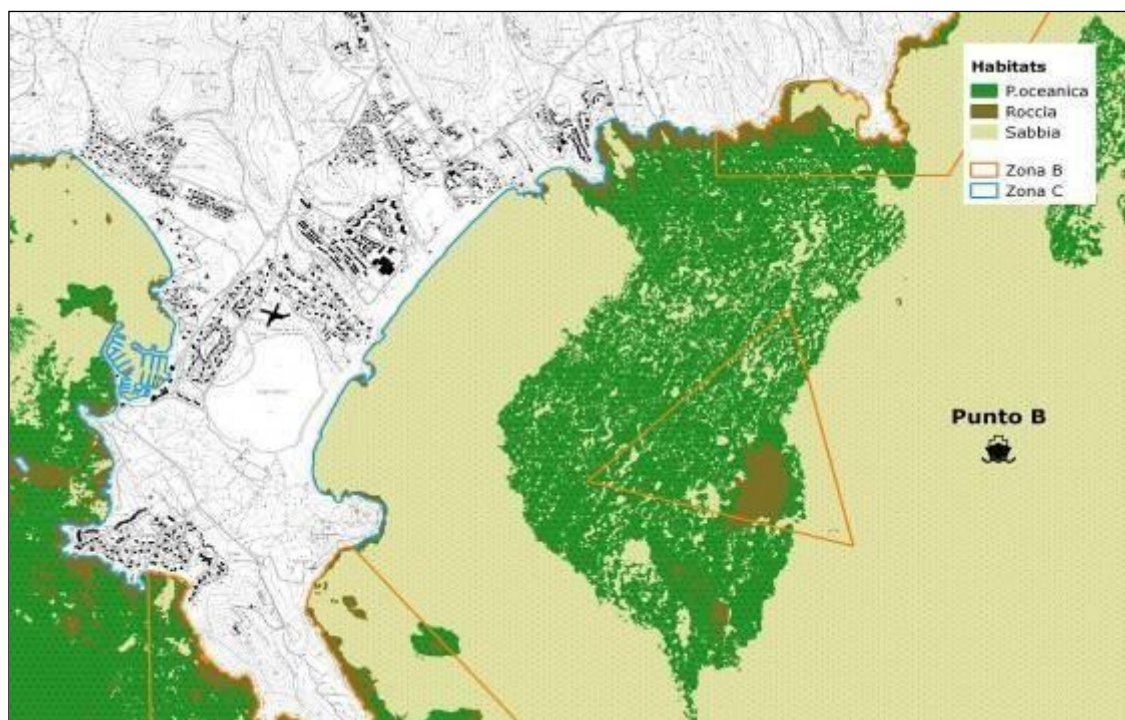 Habitats
P.oceanica
Roccia
Sabbia
Zona B
Zona C
Punto B